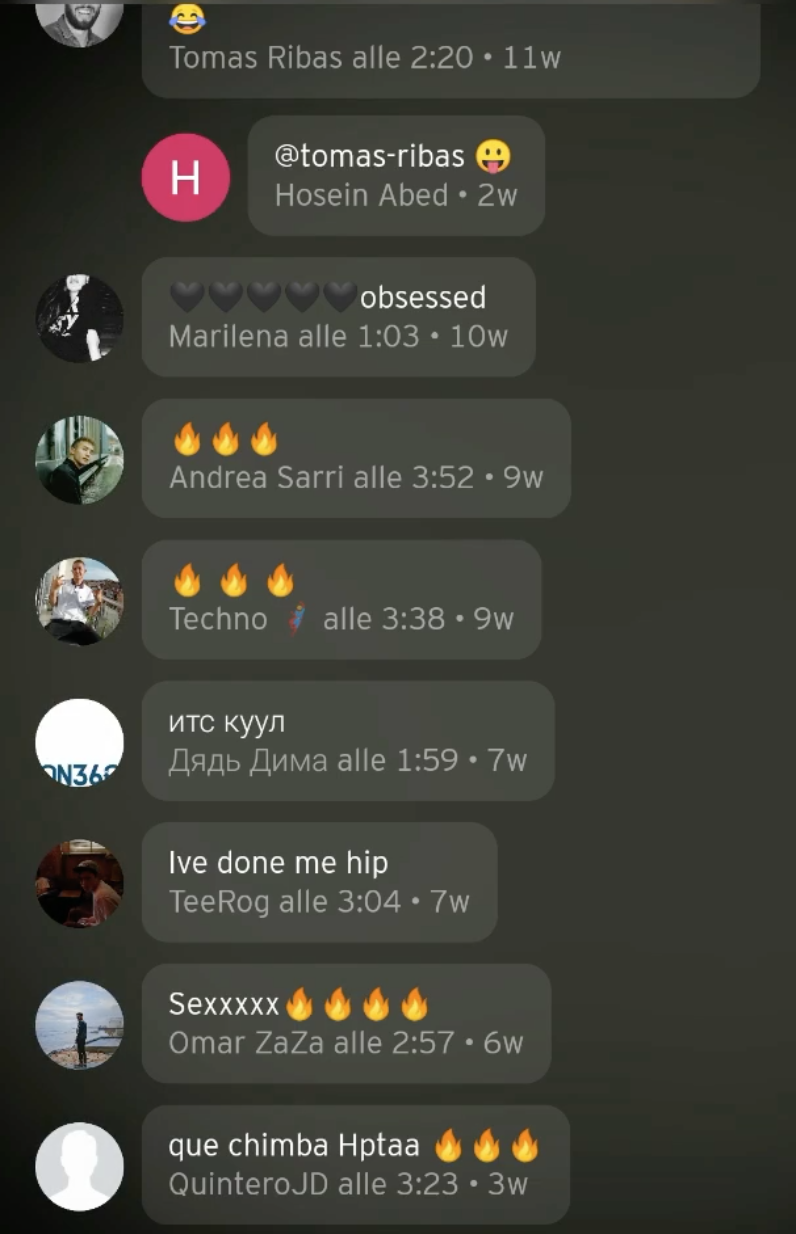 😂
Tomas Ribas alle 2:20 • 11w
H
@tomas-ribas 😛
Hosein Abed • 2w
🖤🖤🖤🖤🖤obsessed
Marilena alle 1:03 • 10w
🔥🔥🔥
Andrea Sarri alle 3:52 • 9w
🔥 🔥 🔥
Techno alle 3:38 • 9w
итс куул
Дядь Дима alle 1:59 • 7w
ON36
Ive done me hip
TeeRog alle 3:04 • 7w
Sexxxxx🔥🔥🔥🔥
Omar ZaZa alle 2:57 • 6w
que chimba Hptaa 🔥🔥🔥
QuinteroJD alle 3:23 • 3w